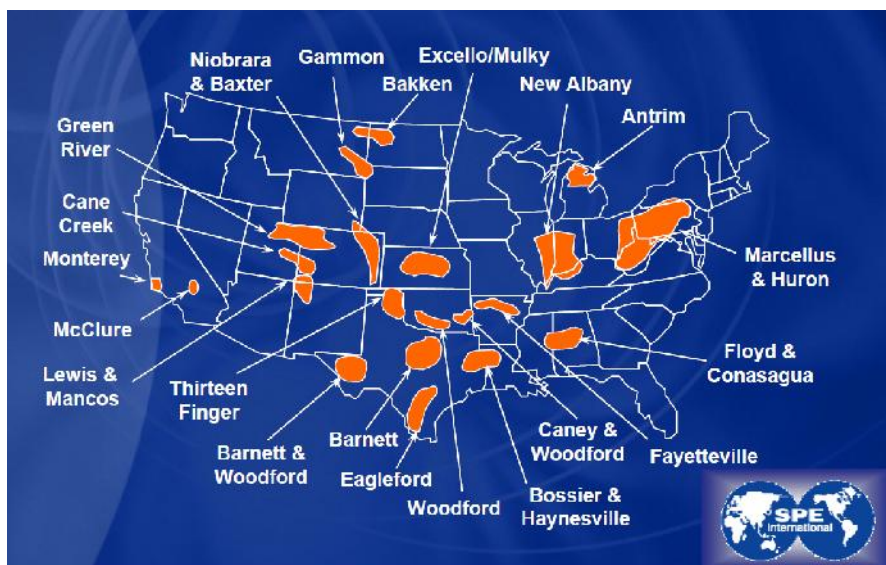 Niobrara
& Baxter
Gammon
Excello/Mulky
Bakken
New Albany
Antrim
Green
River
Cane
Creek
Monterey
Marcellus
& Huron
McClure
Lewis &
Mancos
Thirteen
Finger
Floyd &
Conasagua
Barnett &
Woodford
Barnett
Eagleford
Woodford
Caney &
Woodford
Fayetteville
Bossier &
Haynesville
SPE
International